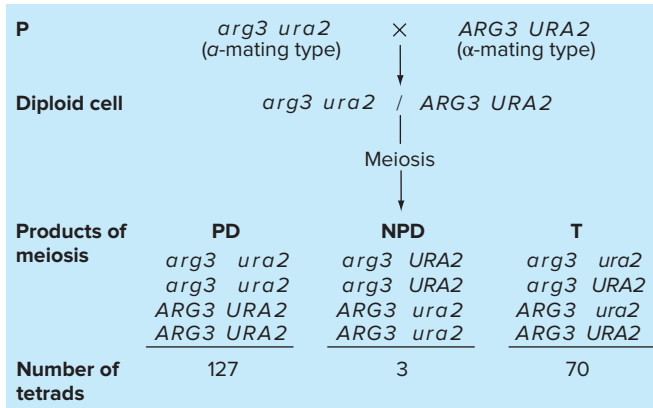 P arg3 ura2 × ARG3 URA2
(a-mating type) (α-mating type)
Diploid cell arg3 ura2 / ARG3 URA2
Meiosis
Products of PD NPD T
meiosis
arg3 ura2 arg3 URA2 arg3 ura2
arg3 ura2 arg3 URA2 arg3 URA2
ARG3 URA2 ARG3 ura2 ARG3 ura2
ARG3 URA2 ARG3 ura2 ARG3 URA2
Number of 127 3 70
tetrads